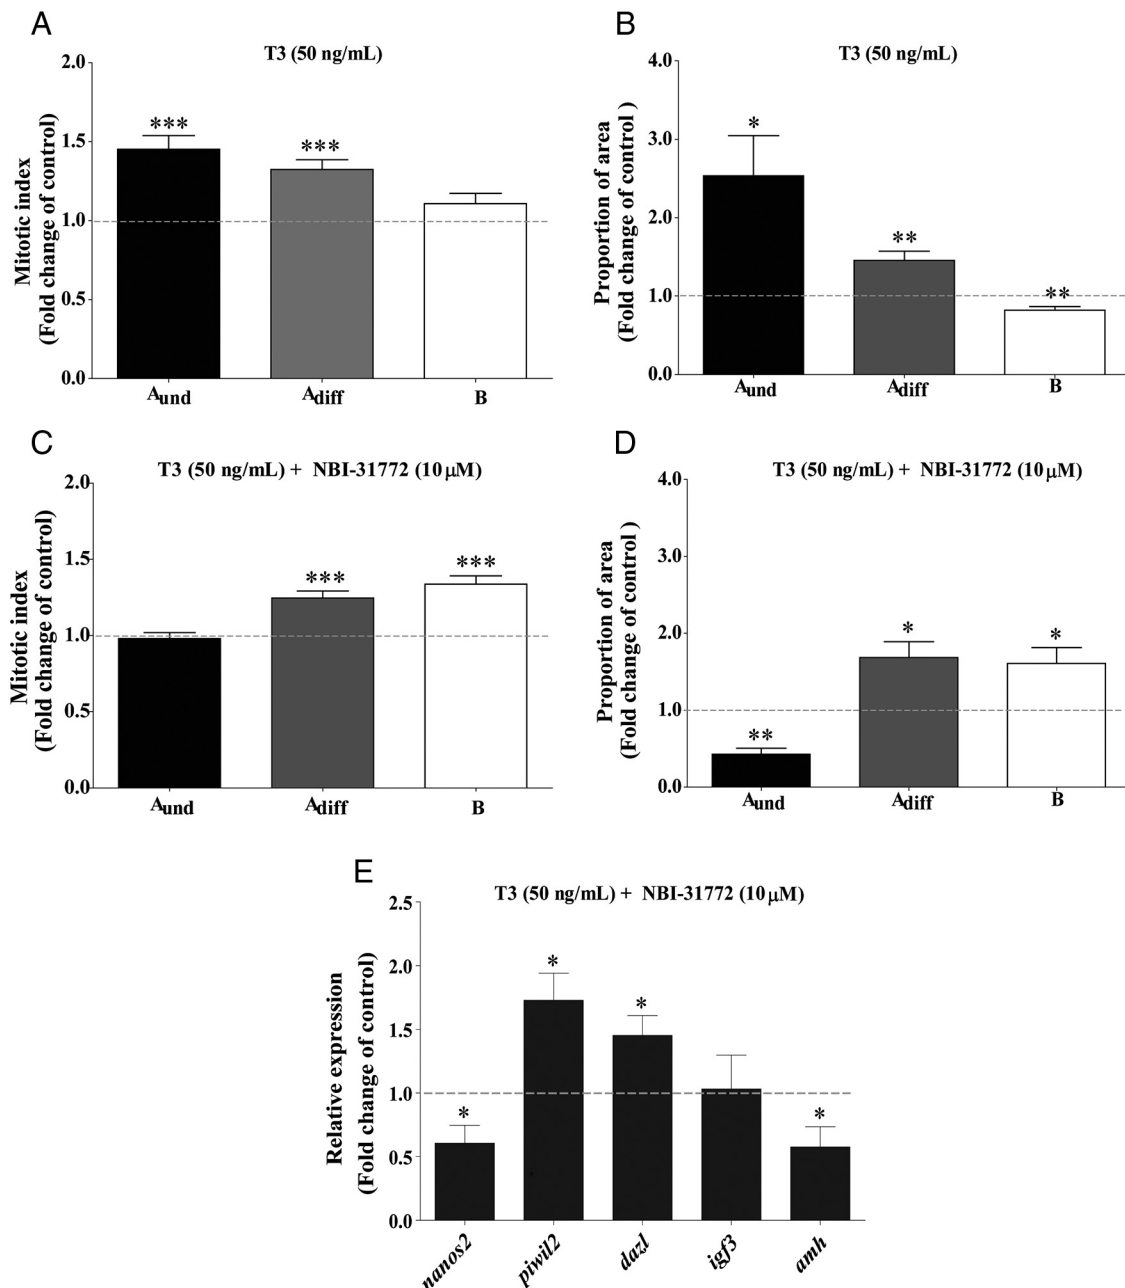 A
T3 (50 ng/mL)
Mitotic index
(Fold change of control)
2.0
1.5
1.0
0.5
0.0
***
***
Aund
Adiff
B
B
T3 (50 ng/mL)
Proportion of area
(Fold change of control )
4.0
3.0
2.0
1.0
0.0
*
**
**
Aund
Adiff
B
C
T3 (50 ng/mL) + NBI-31772 (10 μM)
Mitotic index
(Fold change of control)
2.0
1.5
1.0
0.5
0.0
***
***
Aund
Adiff
B
D
T3 (50 ng/mL) + NBI-31772 (10 μM)
Proportion of area
(Fold change of control )
4.0
3.0
2.0
1.0
0.0
**
*
*
Aund
Adiff
B
E
T3 (50 ng/mL) + NBI-31772 (10 μM)
Relative expression
(Fold change of control)
2.5
2.0
1.5
1.0
0.5
0.0
*
*
*
*
nanos2
piwil2
dazl
igf3
amh